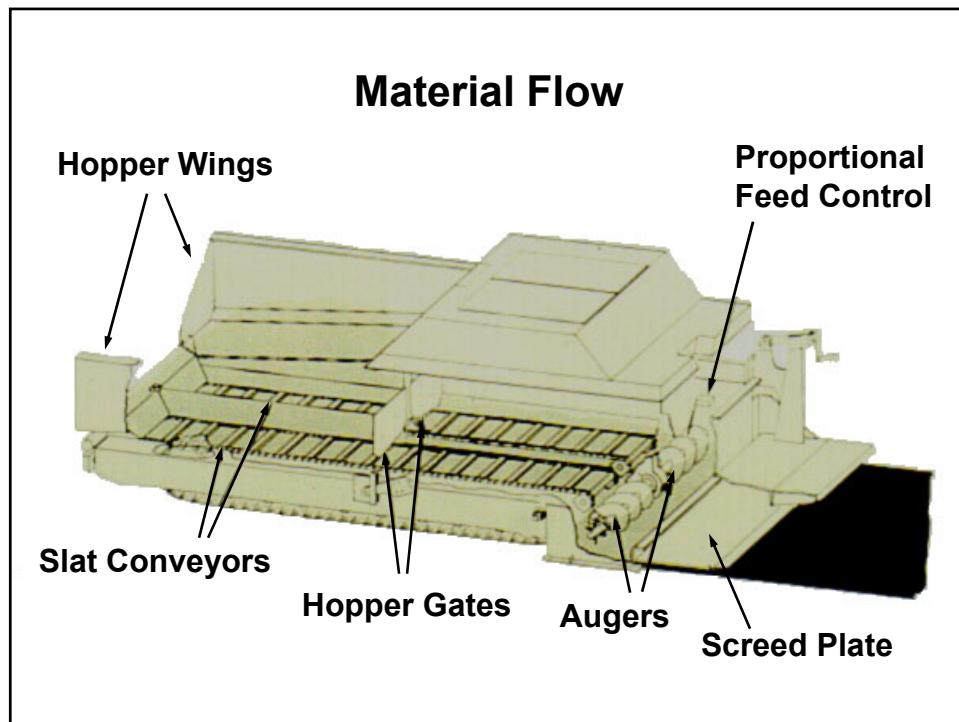 Material Flow
Hopper Wings
Proportional
Feed Control
Slat Conveyors
Hopper Gates
Augers
Screed Plate